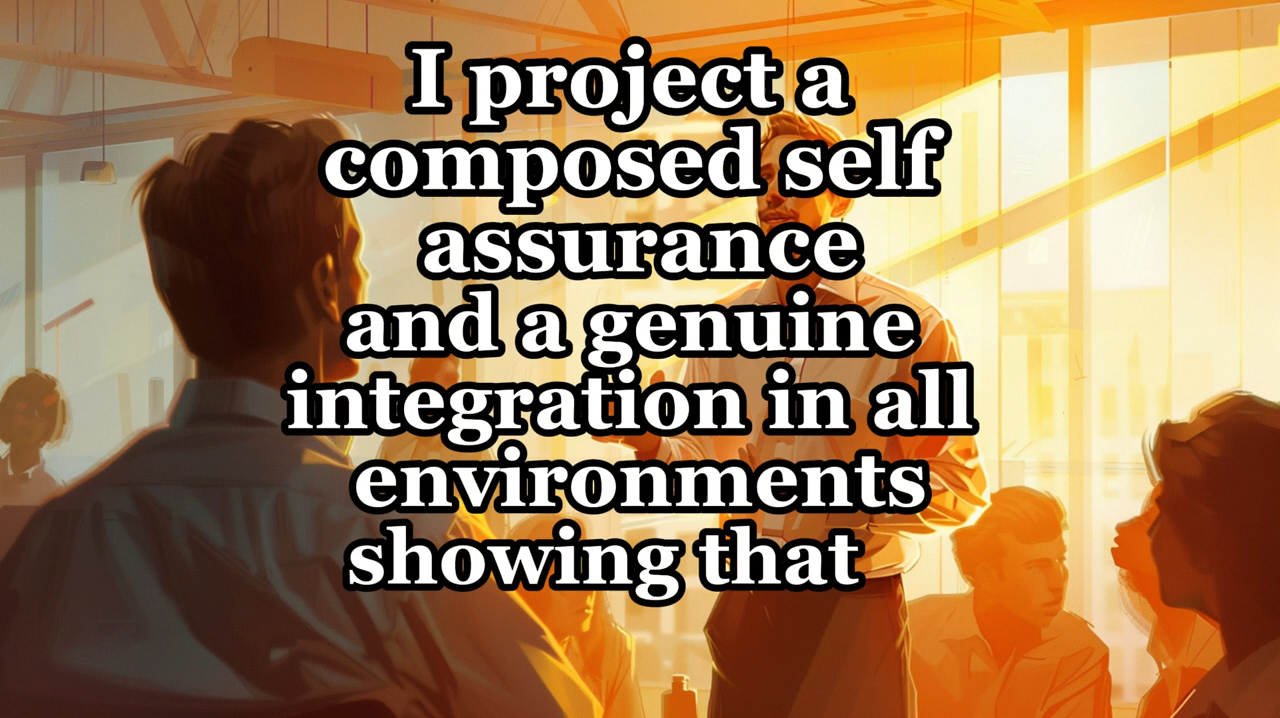 I project a
composed self
assurance
and a genuine
integration in all
environments
showing that